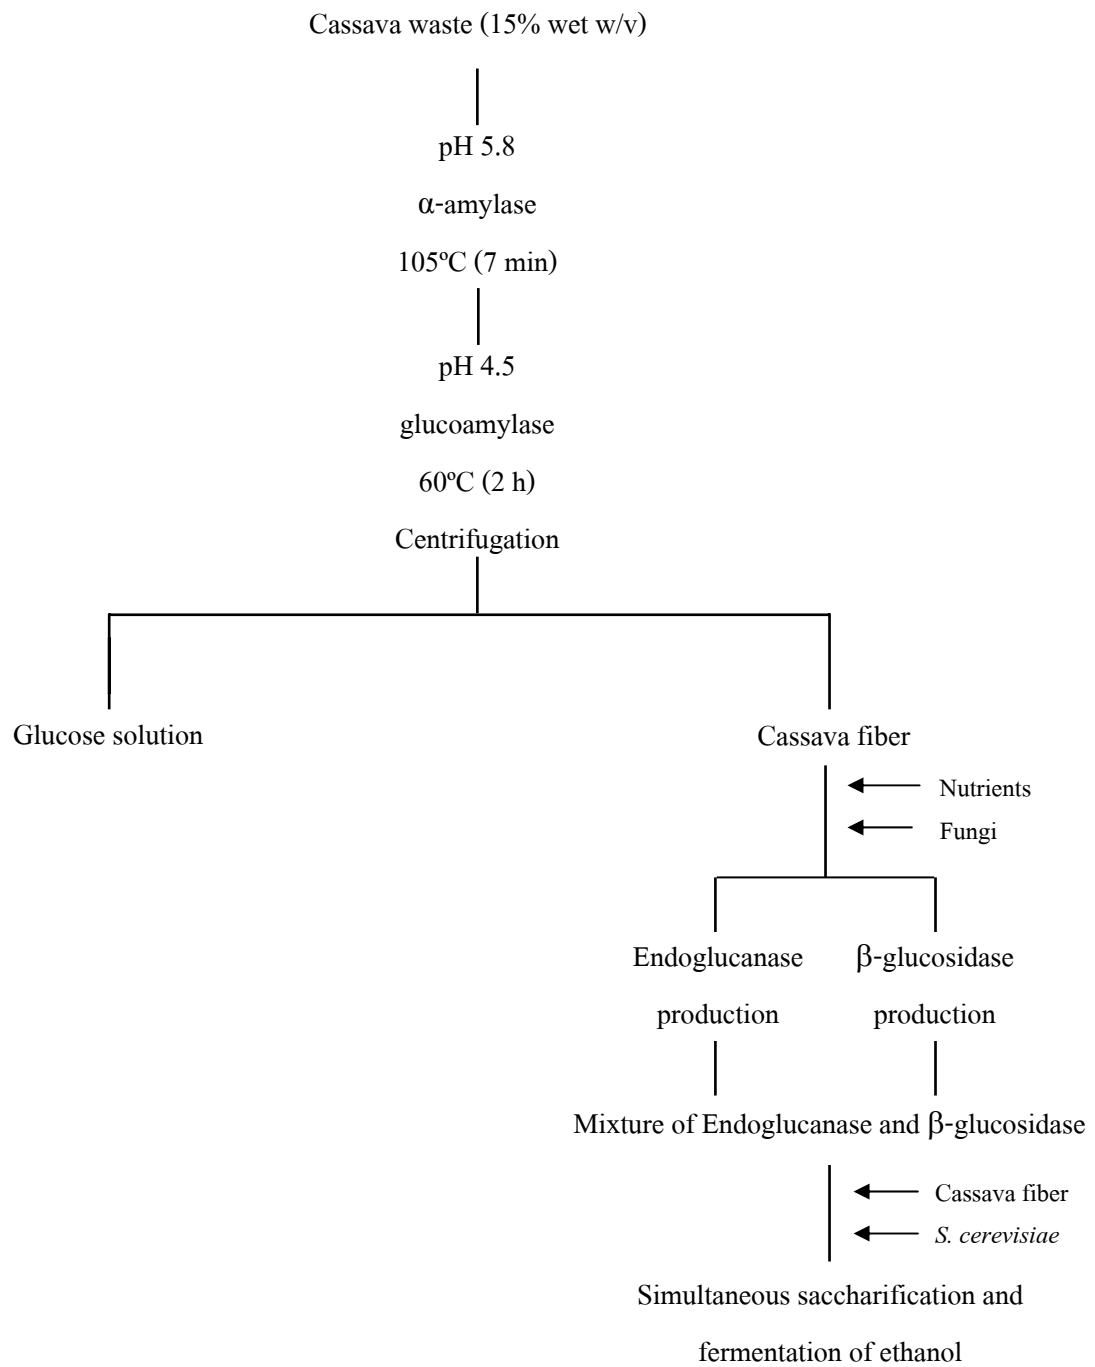 Cassava waste (15% wet w/v)
pH 5.8
α-amylase
105ºC (7 min)
pH 4.5
glucoamylase
60ºC (2 h)
Centrifugation
Glucose solution
Cassava fiber
Nutrients
Fungi
Endoglucanase
production
β-glucosidase
production
Mixture of Endoglucanase and β-glucosidase
Cassava fiber
S. cerevisiae
Simultaneous saccharification and
fermentation of ethanol